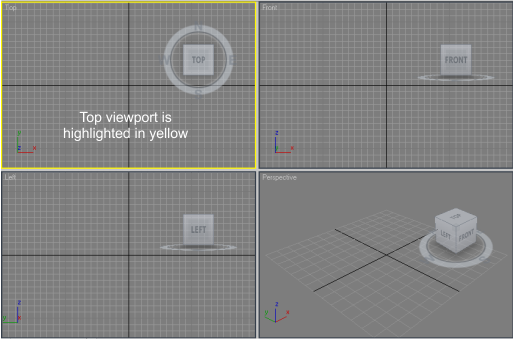 Top
Front
N
TOP
W
E
S
FRONT
Top viewport is
highlighted in yellow
y
z
x
z
y
x
Left
Perspective
TOP
LEFT
LEFT
FRONT
z
y
x
z
y
x